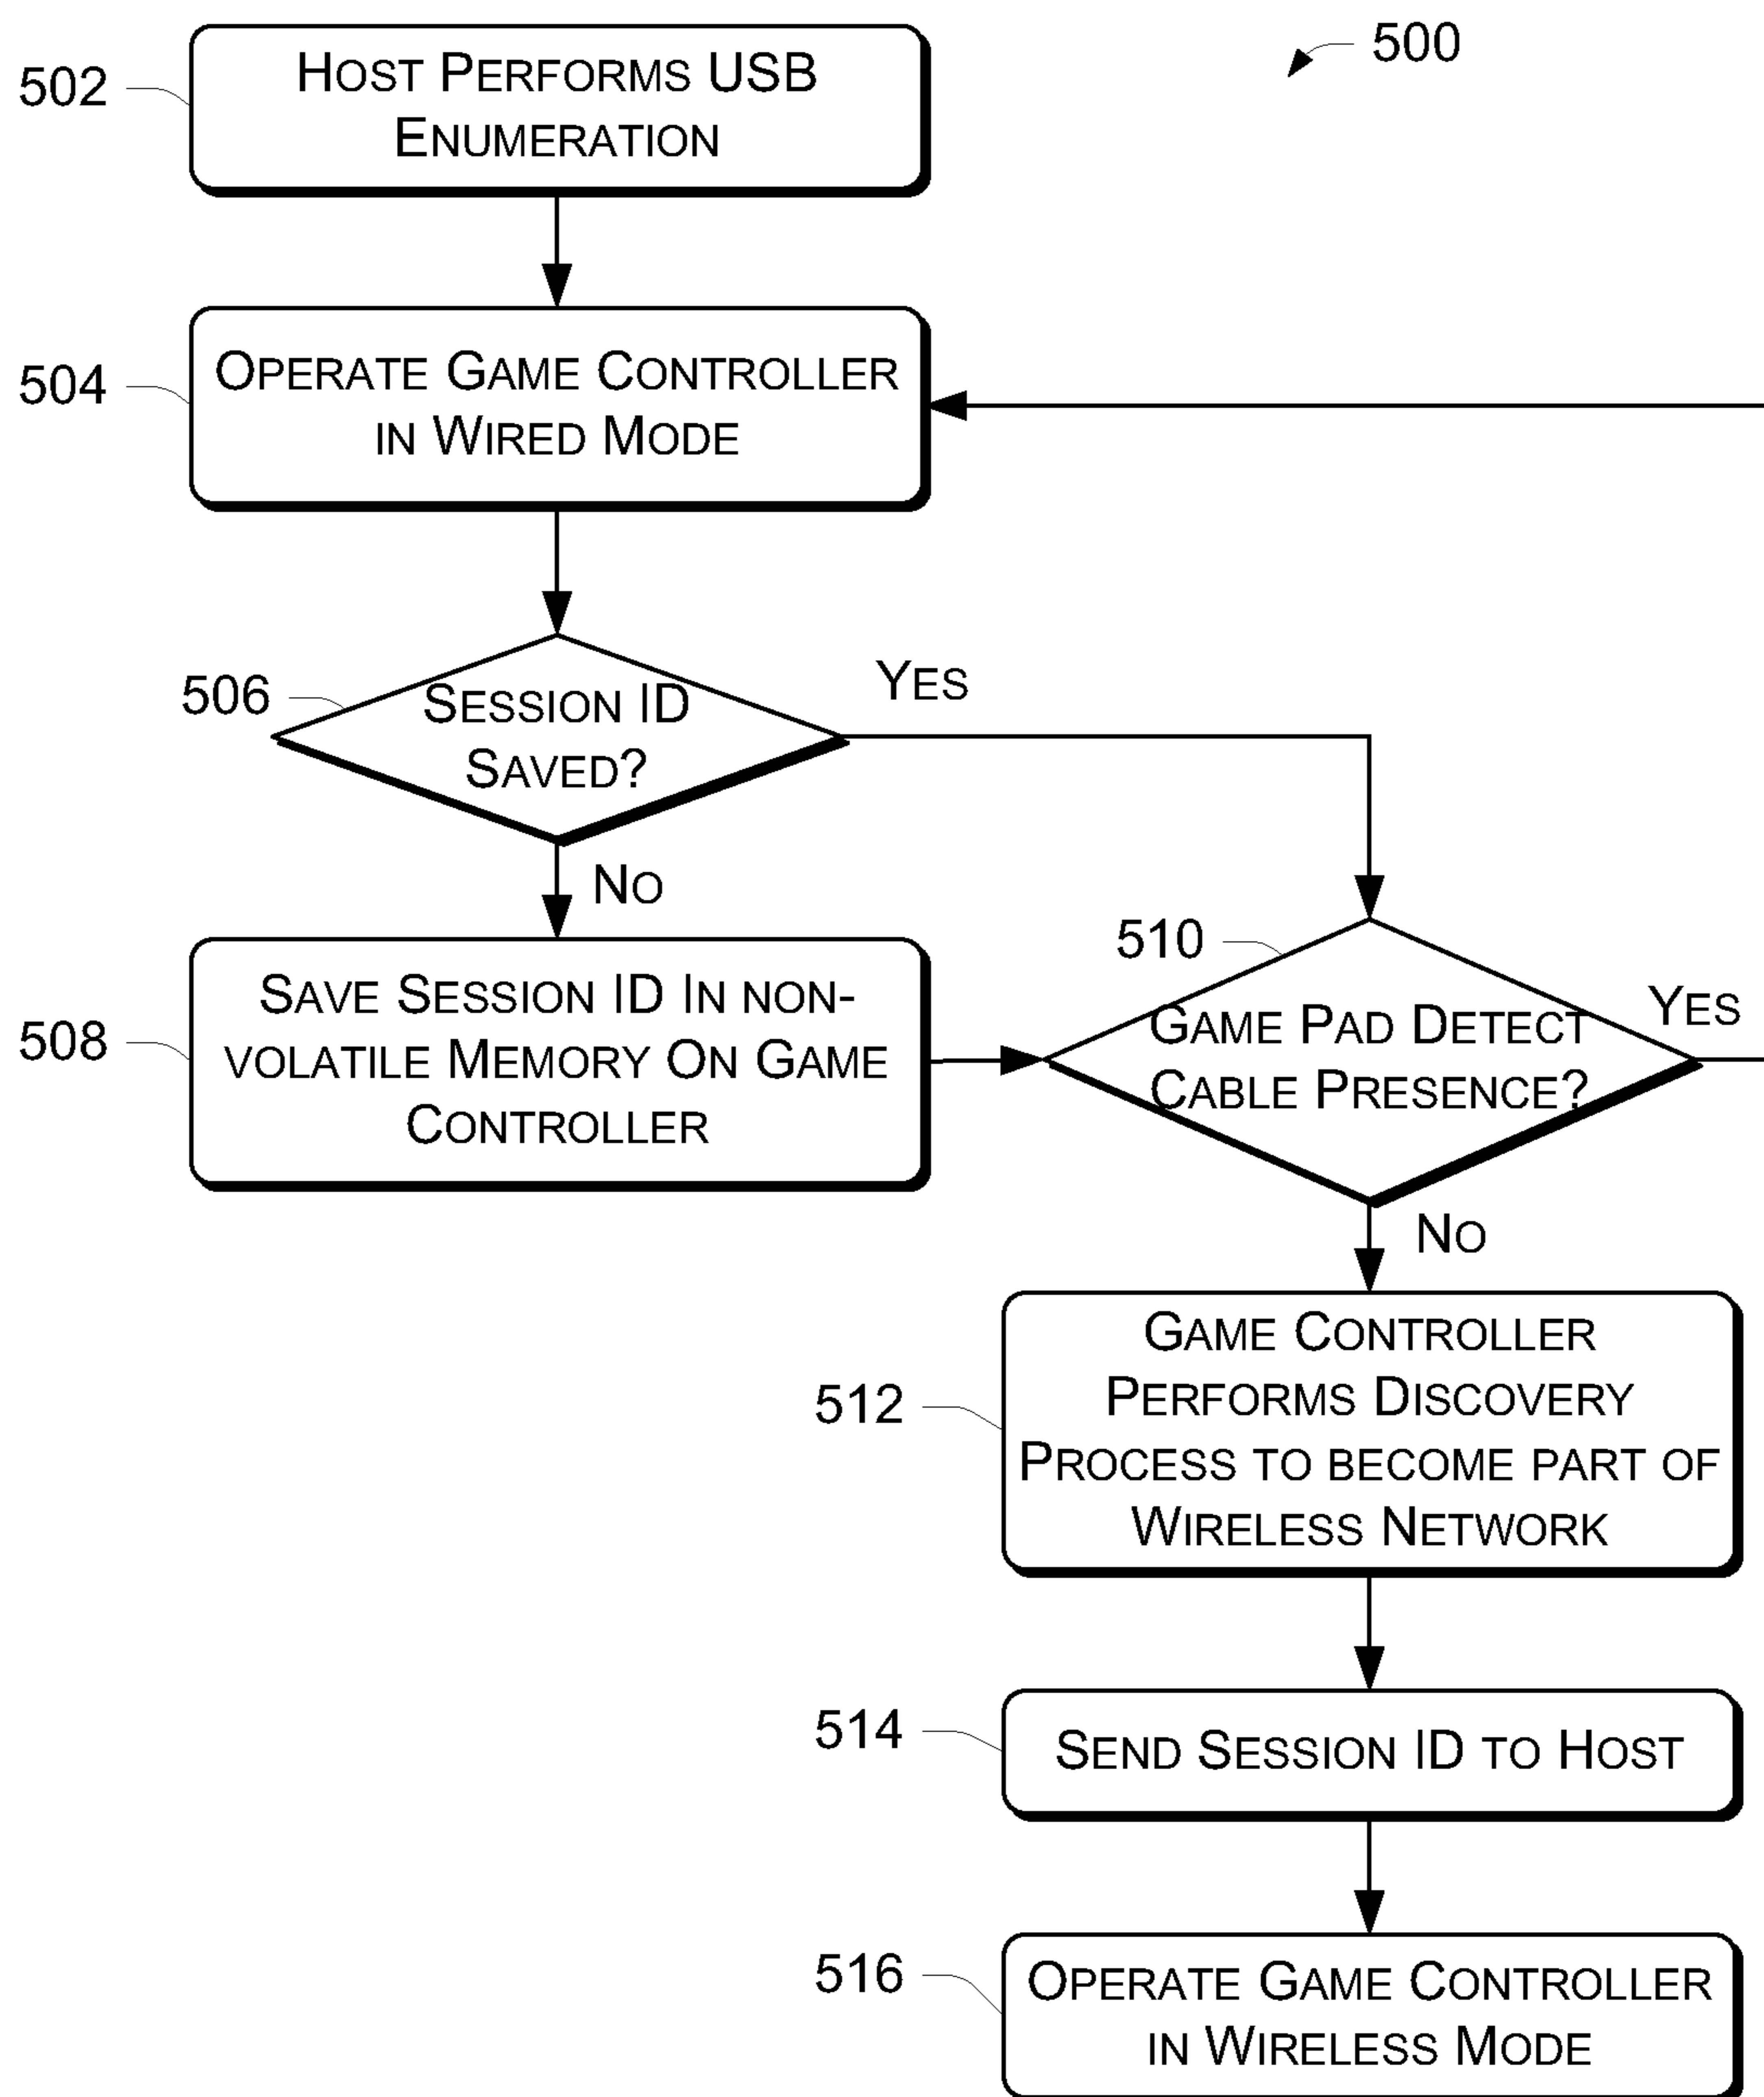 500
502
HOST PERFORMS USB
ENUMERATION
504
OPERATE GAME CONTROLLER
IN WIRED MODE
506
SESSION ID
SAVED?
YES
NO
508
SAVE SESSION ID IN NON-
VOLATILE MEMORY ON GAME
CONTROLLER
510
GAME PAD DETECT
CABLE PRESENCE?
YES
NO
512
GAME CONTROLLER
PERFORMS DISCOVERY
PROCESS TO BECOME PART OF
WIRELESS NETWORK
514
SEND SESSION ID TO HOST
516
OPERATE GAME CONTROLLER
IN WIRELESS MODE